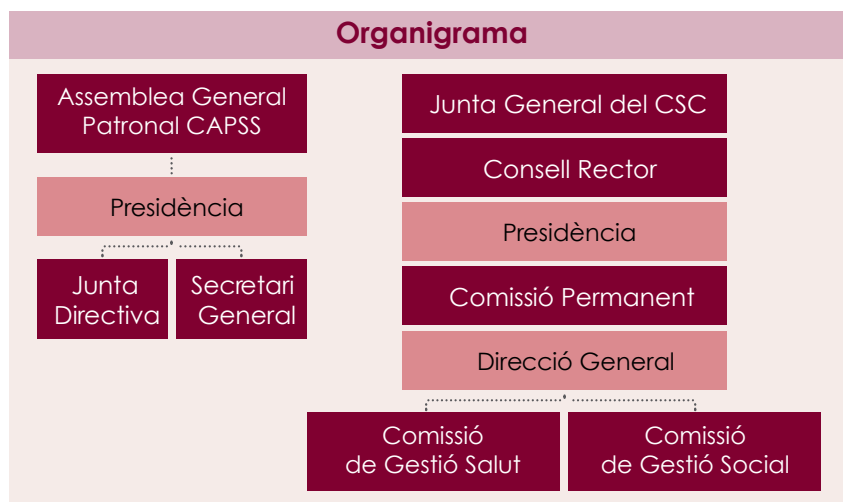 Organigrama
Assemblea General
Patronal CAPSS
Presidència
Junta
Directiva
Secretari
General
Junta General del CSC
Consell Rector
Presidència
Comissió Permanent
Direcció General
Comissió
de Gestió Salut
Comissió
de Gestió Social